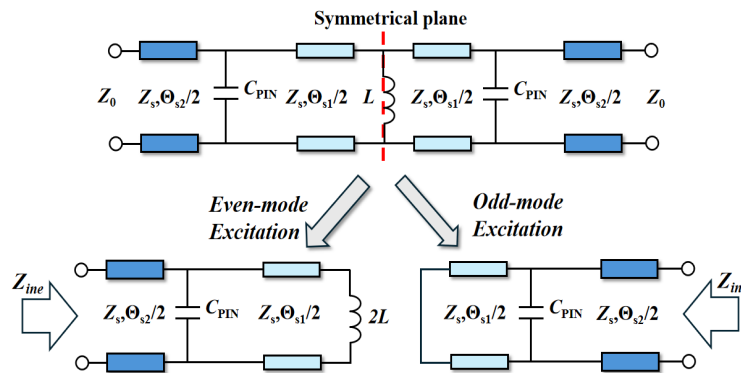 Symmetrical plane
Z0 Zs,Θs2/2 CPIN Zs,Θs1/2 L Zs,Θs1/2 CPIN Zs,Θs2/2 Z0
Even-mode
Excitation
Odd-mode
Excitation
Zine Zs,Θs2/2 CPIN Zs,Θs1/2 2L
Zs,Θs1/2 CPIN Zs,Θs2/2 Zin